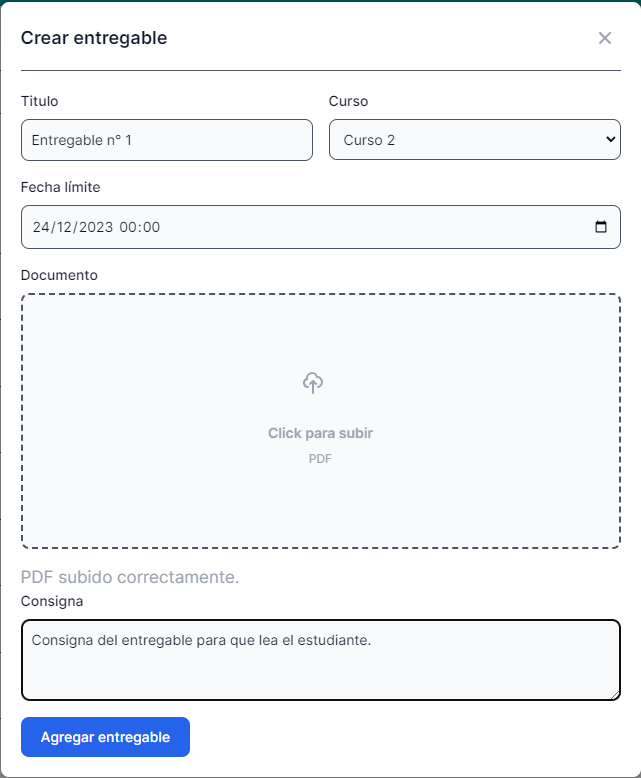 Crear entregable
Titulo
Curso
Entregable n° 1
Curso 2
Fecha límite
24/12/2023 00:00
Documento
Click para subir
PDF
PDF subido correctamente.
Consigna
Consigna del entregable para que lea el estudiante.
Agregar entregable